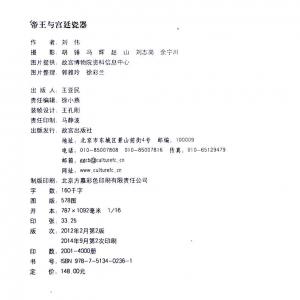 帝王与宫廷瓷器
作 者：刘 伟
摄 影：胡 锤 冯 辉 赵 山 刘志岗 余宁川
图片提供：故宫博物院资料信息中心
图片整理：郭雅玲 徐彩兰
出 版 人：王亚民
责任编辑：徐小燕
装帧设计：王孔刚
责任印制：马静波
出版发行：故宫出版社
地址：北京市东城区景山前街4号 邮编：100009
电话：010-85007808 010-85007816 传真：010-65129479
网址：www.culturefc.cn
邮箱：ggcb@culturefc.cn
制版印刷：北京方嘉彩色印刷有限责任公司
字 数：160千字
图 版：578图
开 本：787×1092毫米 1/16
印 张：33.25
版 次：2012年2月第2版
2014年9月第2次印刷
印 数：2001-4000册
书 号：ISBN 978-7-5134-0236-1
定 价：148.00元